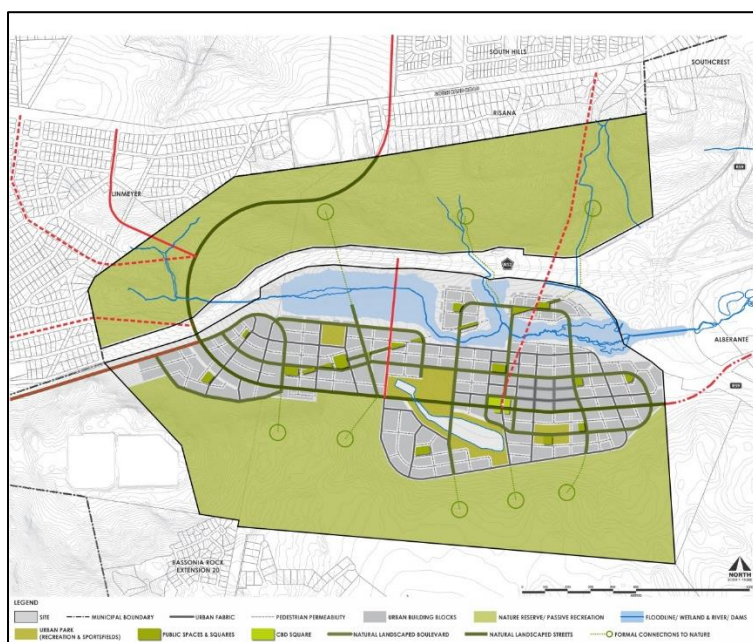 SOUTH HILLS
SOUTHCREST
RISANA
LINMEYER
ALBERANTE
BASSONIA ROCK
EXTENSION 20
NORTH
LEGEND
SITE
MUNICIPAL BOUNDARY
URBAN FABRIC
PEDESTRIAN PERMEABILITY
URBAN BUILDING BLOCKS
NATURE RESERVE/ PASSIVE RECREATION
FLOODLINE/ WETLAND & RIVER/ DAMS
URBAN PARK
(RECREATION & SPORTSFIELDS)
PUBLIC SPACES & SQUARES
CBD SQUARE
NATURAL LANDSCAPED BOULEVARD
NATURAL LANDSCAPED STREETS
FORMAL CONNECTIONS TO NATURE